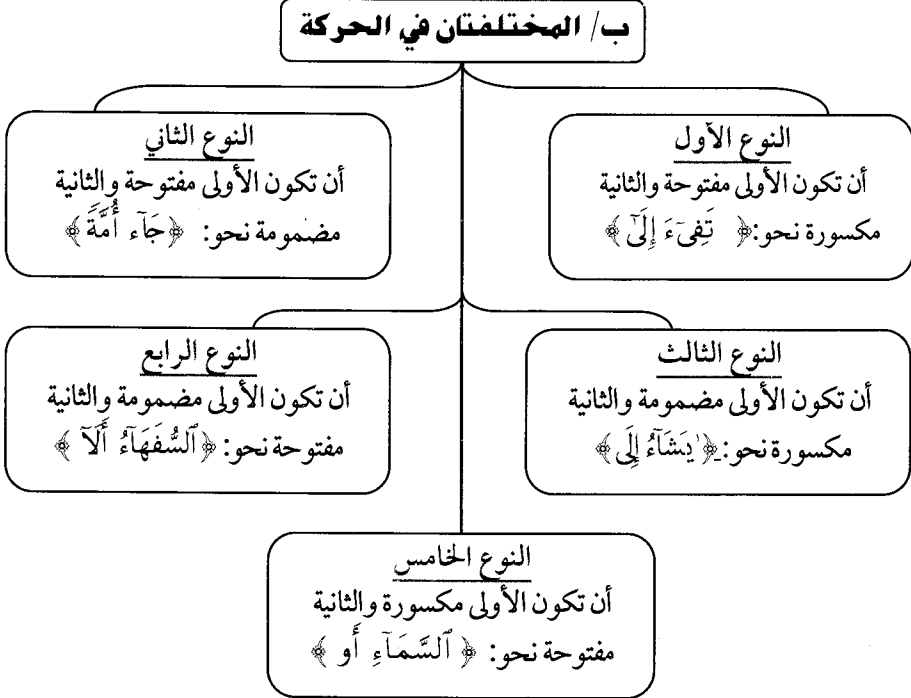 ب/ المختلفتان في الحركة
النوع الأول
أن تكون الأولى مفتوحة والثانية
مكسورة نحو: ﴿ تَفِىٓءَ إِلَىٰٓ ﴾
النوع الثاني
أن تكون الأولى مفتوحة والثانية
مضمومة نحو: ﴿جَآء أُمَّةً ﴾
النوع الثالث
أن تكون الأولى مضمومة والثانية
مكسورة نحو: ﴿يَشَآءُ إِلَى ﴾
النوع الرابع
أن تكون الأولى مضمومة والثانية
مفتوحة نحو: ﴿ٱلسُّفَهَآءُ أَلَآ ﴾
النوع الخامس
أن تكون الأولى مكسورة والثانية
مفتوحة نحو: ﴿ ٱلسَّمَآءِ أَو ﴾